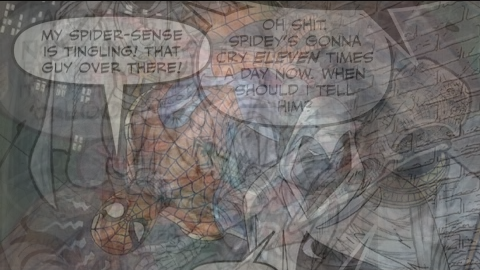 MY SPIDER-SENSE
IS TINGLING! THAT
GUY OVER THERE!
OH SHIT.
SPIDEY'S GONNA
CRY ELEVEN TIMES
A DAY NOW. WHEN
SHOULD I TELL
HIM?